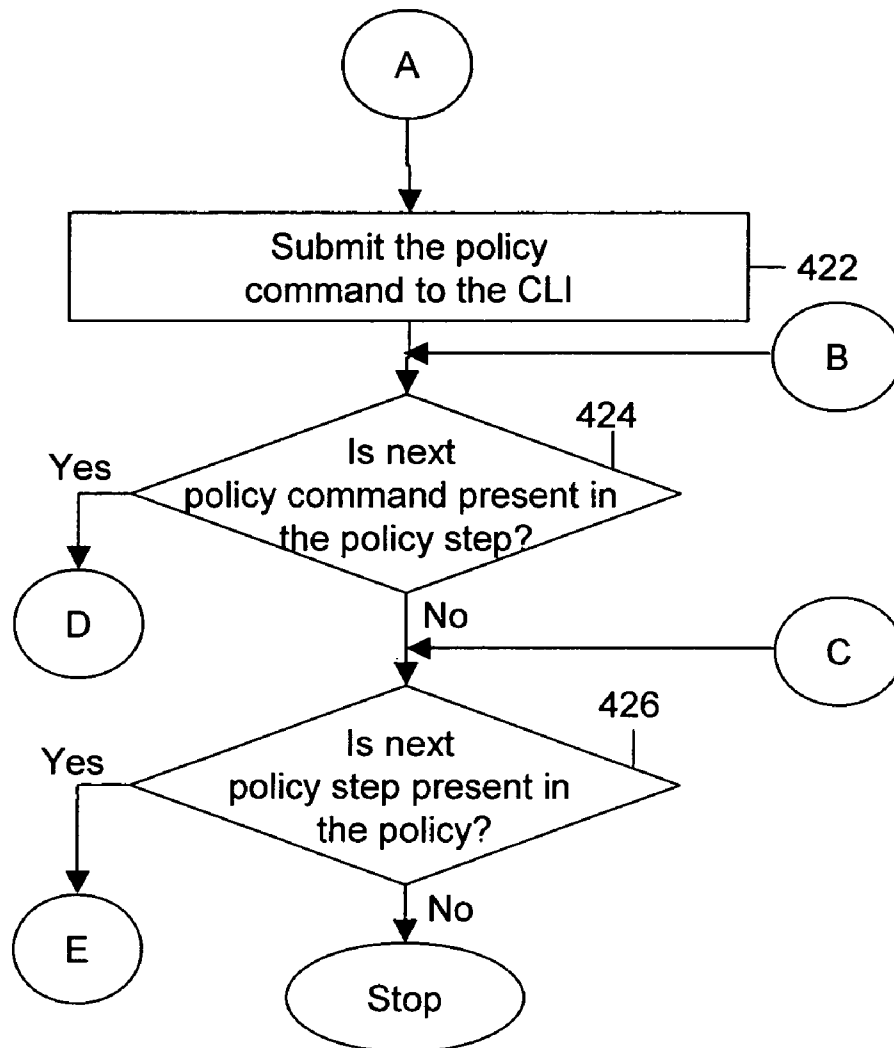 A
Submit the policy
command to the CLI
422
B
424
Is next
policy command present in
the policy step?
Yes
D
No
C
426
Is next
policy step present in
the policy?
Yes
E
No
Stop